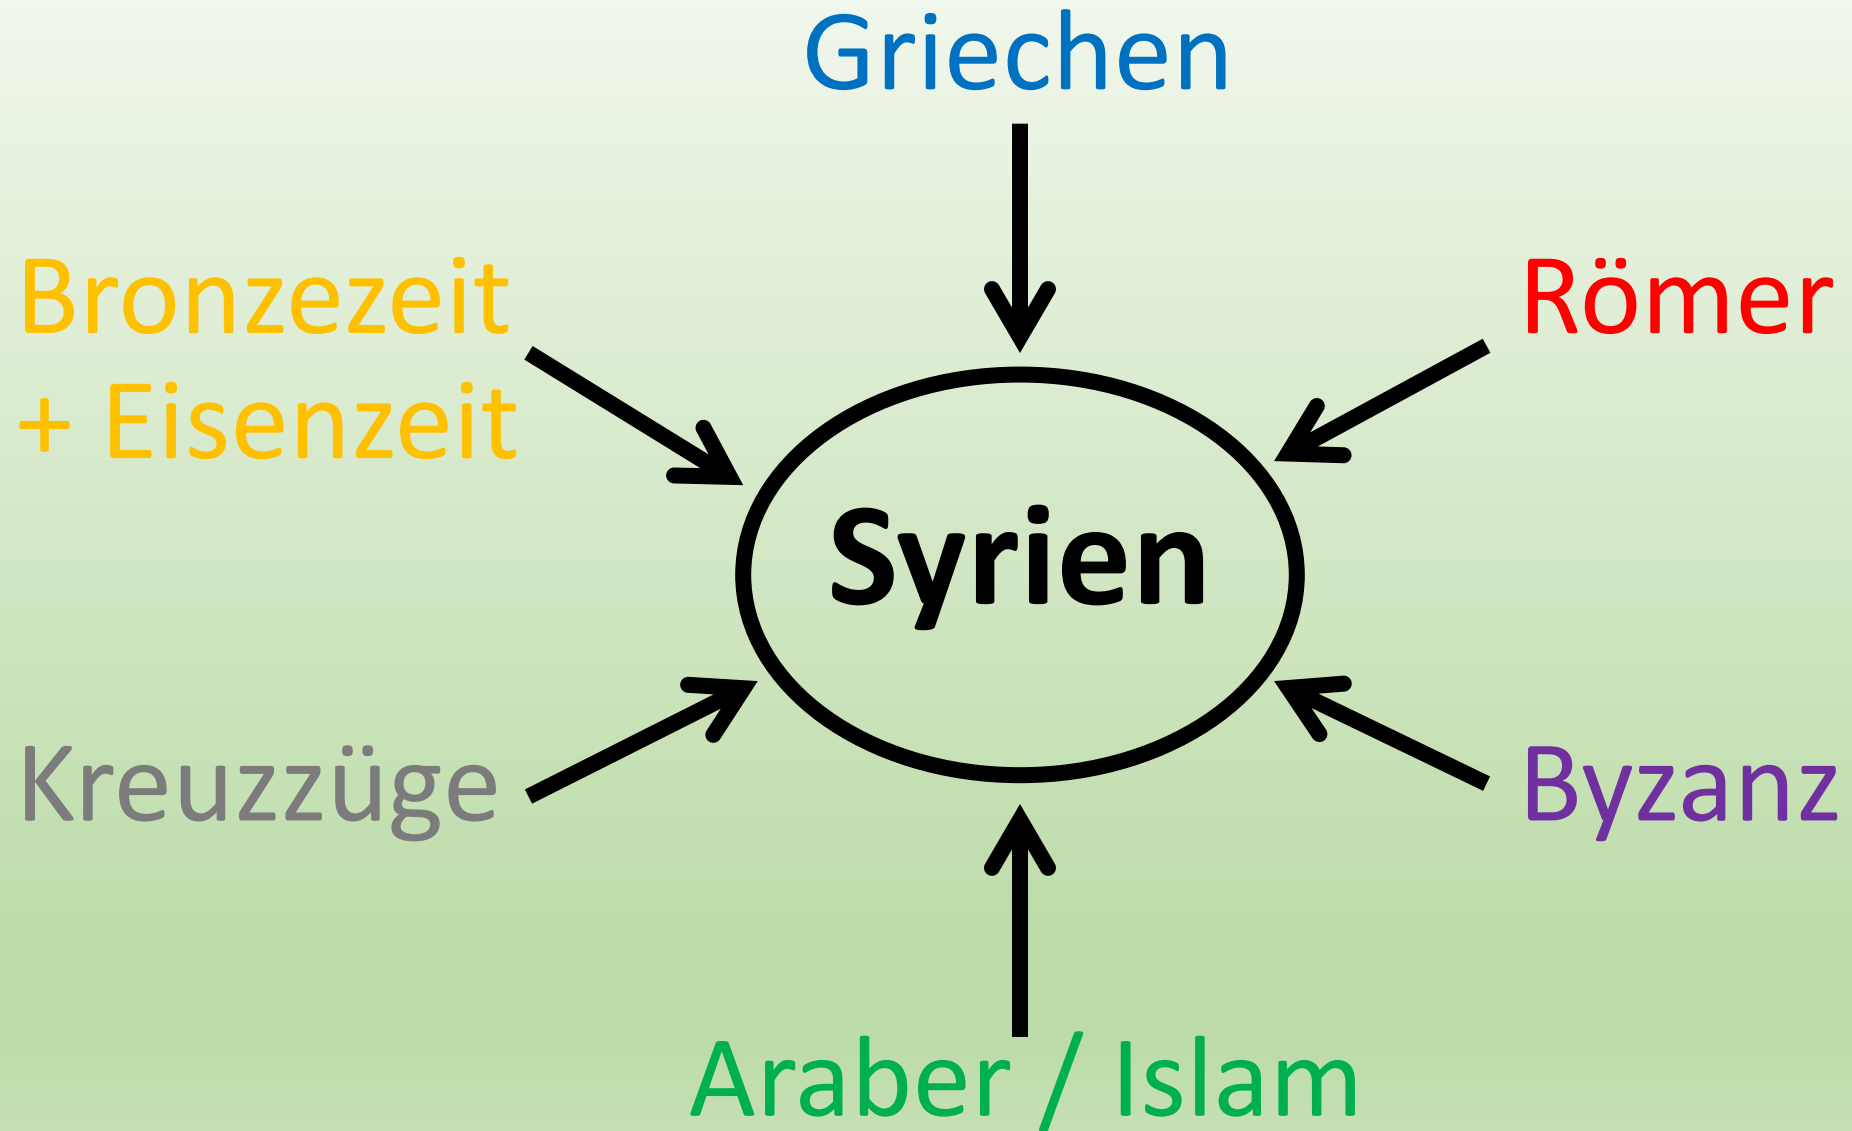 Griechen
Bronzezeit
+ Eisenzeit
Römer
Syrien
Kreuzzüge
Byzanz
Araber / Islam